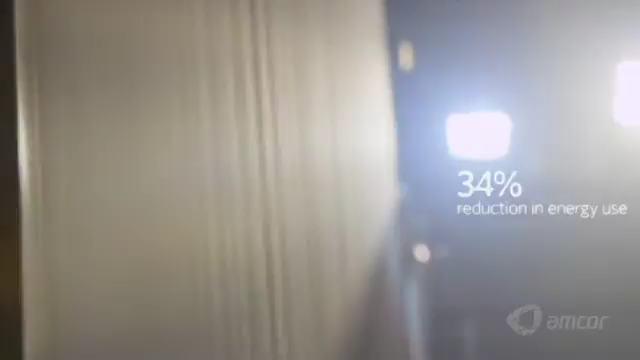 34%
reduction in energy use
amcor